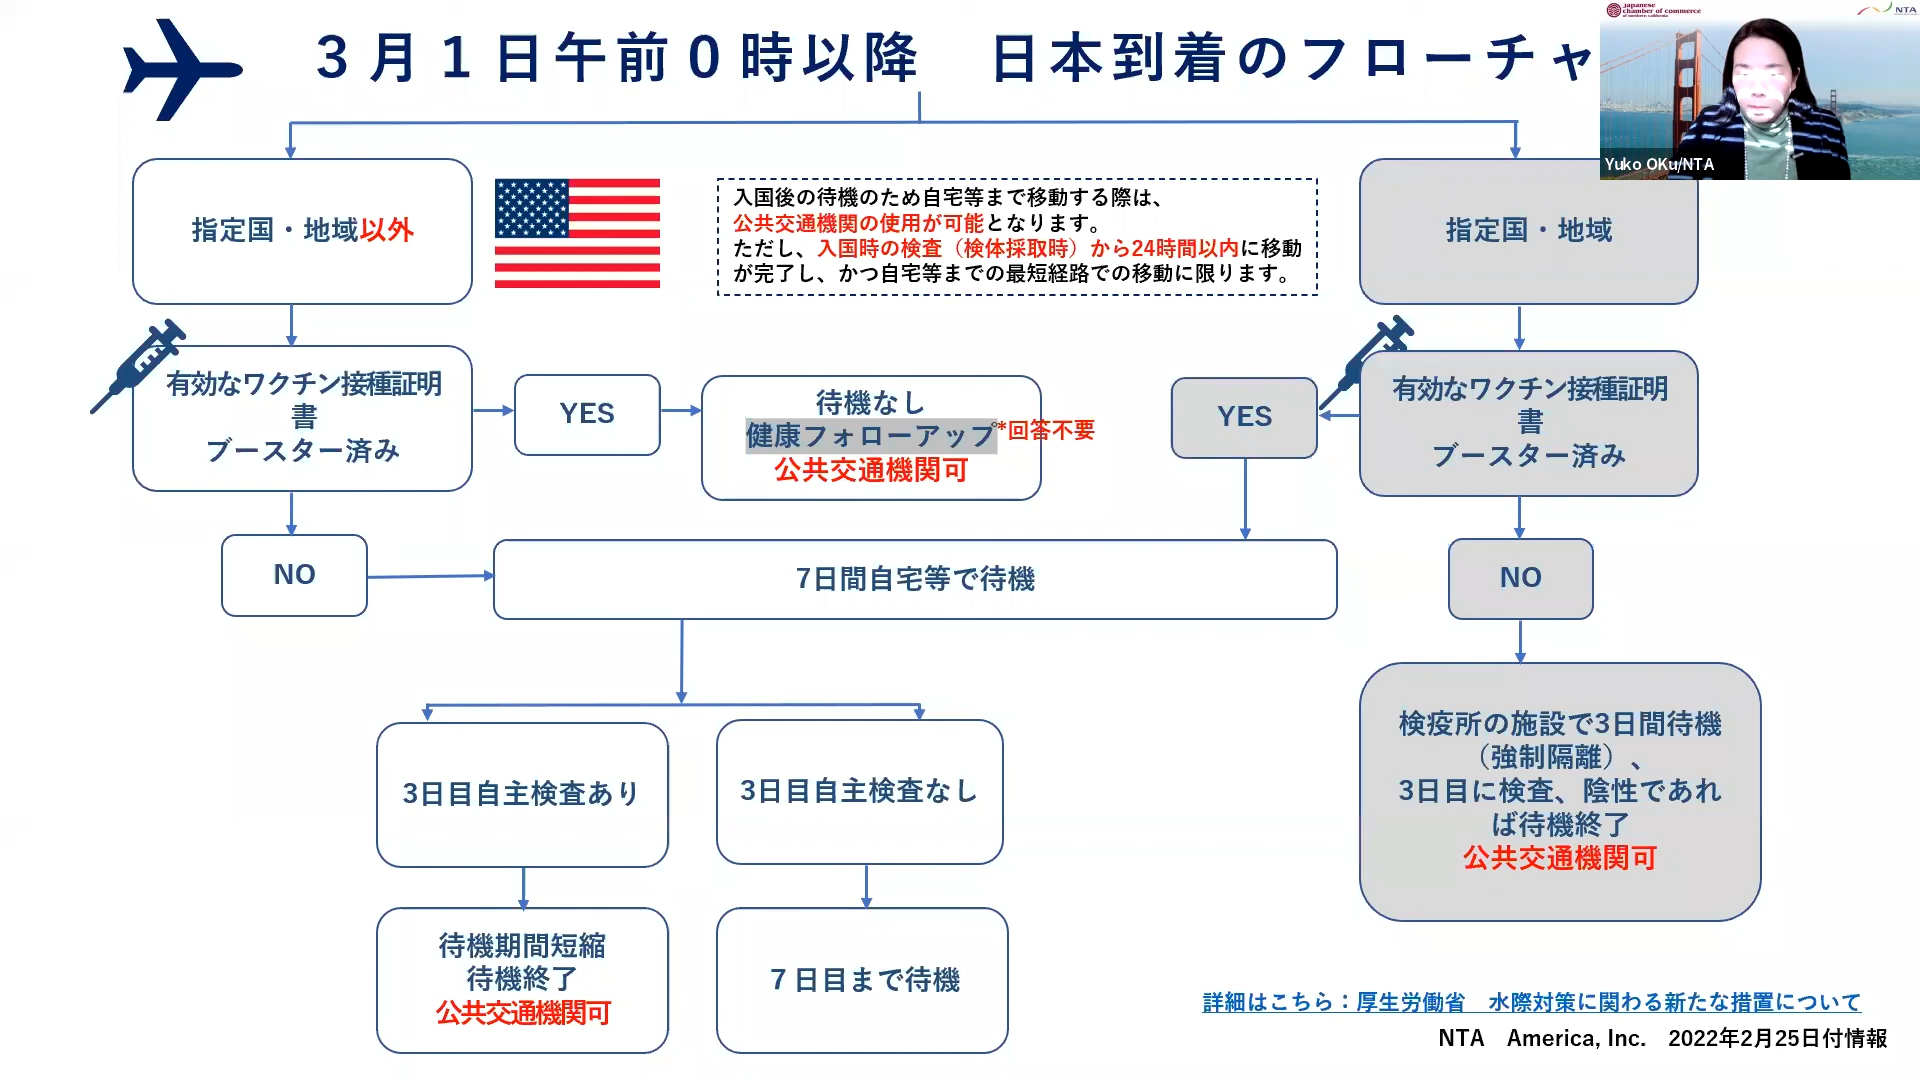 ３月１日午前０時以降　日本到着のフローチャ
Japanese
chamber of commerce
of northern california
NTA
Yuko OKu/NTA
指定国・地域以外
入国後の待機のため自宅等まで移動する際は、
公共交通機関の使用が可能となります。
ただし、入国時の検査（検体採取時）から24時間以内に移動
が完了し、かつ自宅等までの最短経路での移動に限ります。
指定国・地域
有効なワクチン接種証明
書
ブースター済み
YES
待機なし
健康フォローアップ*回答不要
公共交通機関可
YES
有効なワクチン接種証明
書
ブースター済み
NO
7日間自宅等で待機
NO
3日目自主検査あり
3日目自主検査なし
検疫所の施設で3日間待機
（強制隔離）、
3日目に検査、陰性であれ
ば待機終了
公共交通機関可
待機期間短縮
待機終了
公共交通機関可
７日目まで待機
詳細はこちら：厚生労働省　水際対策に関わる新たな措置について
NTA　America, Inc.　2022年2月25日付情報